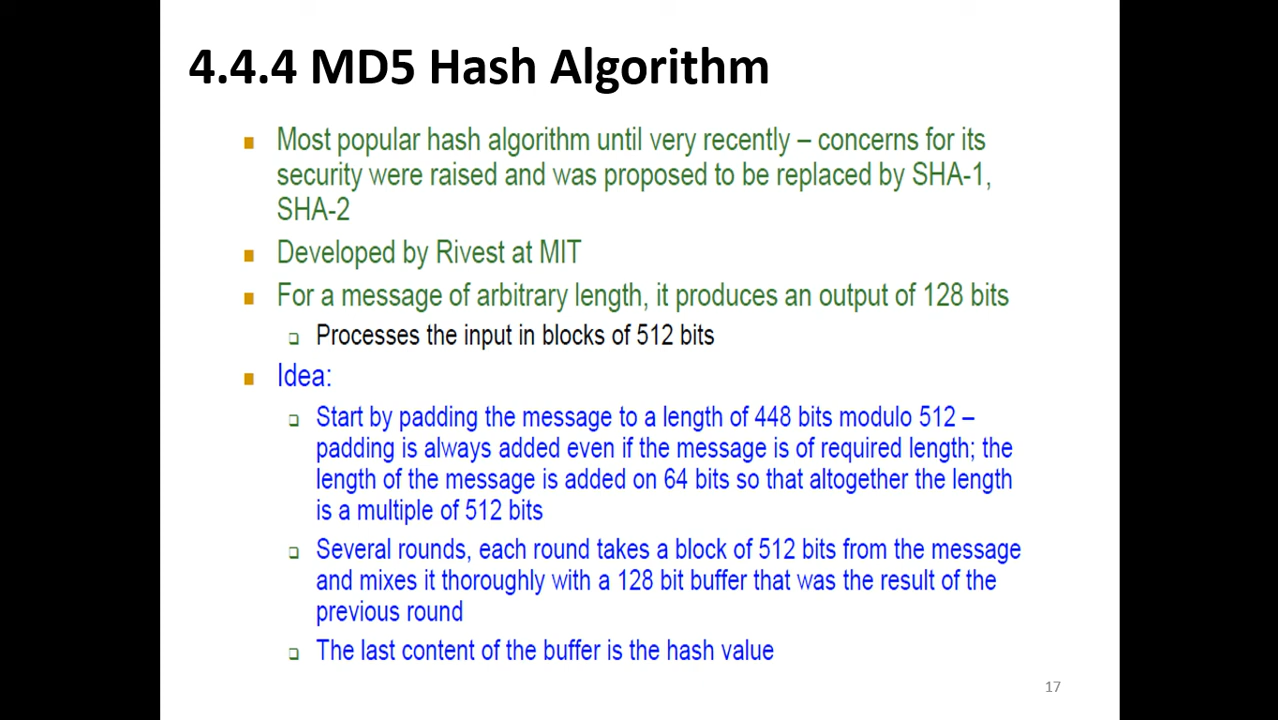 4.4.4 MD5 Hash Algorithm
Most popular hash algorithm until very recently – concerns for its
security were raised and was proposed to be replaced by SHA-1,
SHA-2
Developed by Rivest at MIT
For a message of arbitrary length, it produces an output of 128 bits
Processes the input in blocks of 512 bits
Idea:
Start by padding the message to a length of 448 bits modulo 512 –
padding is always added even if the message is of required length; the
length of the message is added on 64 bits so that altogether the length
is a multiple of 512 bits
Several rounds, each round takes a block of 512 bits from the message
and mixes it thoroughly with a 128 bit buffer that was the result of the
previous round
The last content of the buffer is the hash value
17